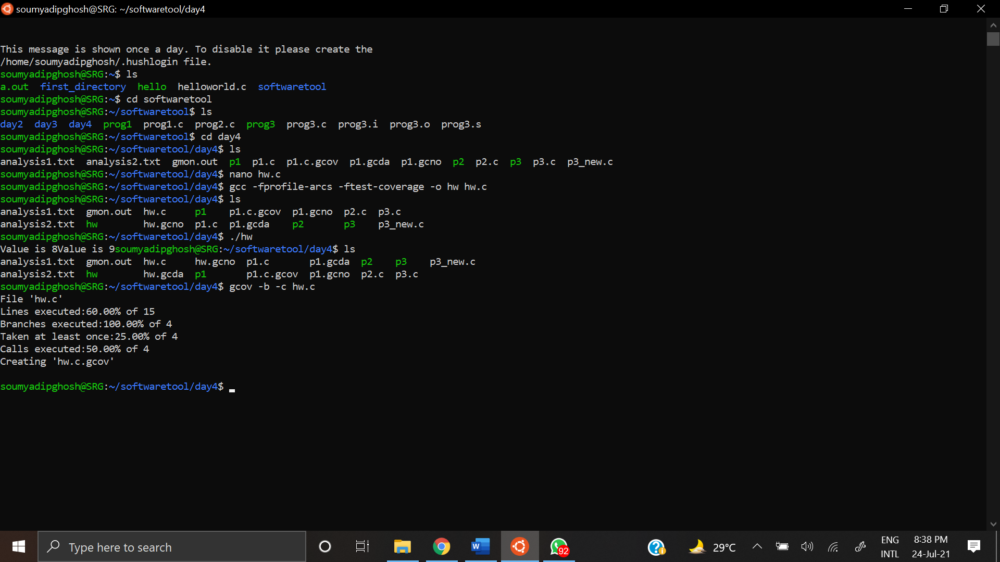 soumyadipghosh@SRG: ~/softwaretool/day4
This message is shown once a day. To disable it please create the
/home/soumyadipghosh/.hushlogin file.
soumyadipghosh@SRG:~$ ls
a.out  first_directory  hello  helloworld.c  softwaretool
soumyadipghosh@SRG:~$ cd softwaretool
soumyadipghosh@SRG:~/softwaretool$ ls
day2  day3  day4  prog1  prog1.c  prog2.c  prog3  prog3.c  prog3.i  prog3.o  prog3.s
soumyadipghosh@SRG:~/softwaretool$ cd day4
soumyadipghosh@SRG:~/softwaretool/day4$ ls
analysis1.txt  analysis2.txt  gmon.out  p1  p1.c  p1.c.gcov  p1.gcda  p1.gcno  p2  p2.c  p3  p3.c  p3_new.c
soumyadipghosh@SRG:~/softwaretool/day4$ nano hw.c
soumyadipghosh@SRG:~/softwaretool/day4$ gcc -fprofile-arcs -ftest-coverage -o hw hw.c
soumyadipghosh@SRG:~/softwaretool/day4$ ls
analysis1.txt  gmon.out  hw.c     p1    p1.c.gcov  p1.gcno  p2.c  p3.c
analysis2.txt  hw        hw.gcno  p1.c  p1.gcda    p2       p3    p3_new.c
soumyadipghosh@SRG:~/softwaretool/day4$ ./hw
Value is 8Value is 9soumyadipghosh@SRG:~/softwaretool/day4$ ls
analysis1.txt  gmon.out  hw.c     hw.gcno  p1.c       p1.gcda  p2    p3    p3_new.c
analysis2.txt  hw        hw.gcda  p1       p1.c.gcov  p1.gcno  p2.c  p3.c
soumyadipghosh@SRG:~/softwaretool/day4$ gcov -b -c hw.c
File 'hw.c'
Lines executed:60.00% of 15
Branches executed:100.00% of 4
Taken at least once:25.00% of 4
Calls executed:50.00% of 4
Creating 'hw.c.gcov'
soumyadipghosh@SRG:~/softwaretool/day4$
Type here to search
W
92
29°C
ENG
INTL
8:38 PM
24-Jul-21